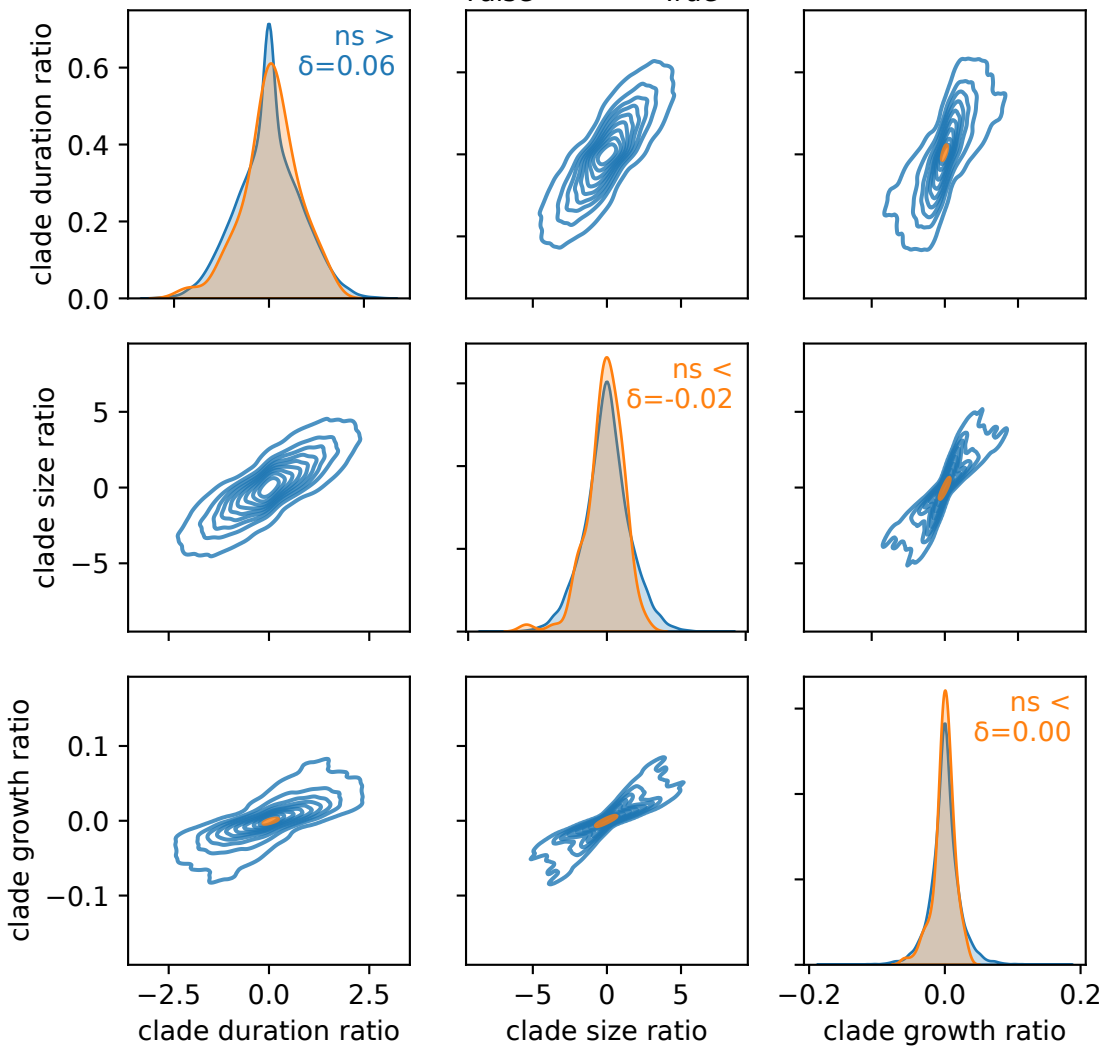 clade duration ratio
0.6
0.4
0.2
0.0
ns >
δ=0.06
clade size ratio
5
0
−5
ns <
δ=-0.02
clade growth ratio
0.1
0.0
−0.1
ns <
δ=0.00
−2.5 0.0 2.5
−5 0 5
−0.2 0.0 0.2
clade duration ratio
clade size ratio
clade growth ratio